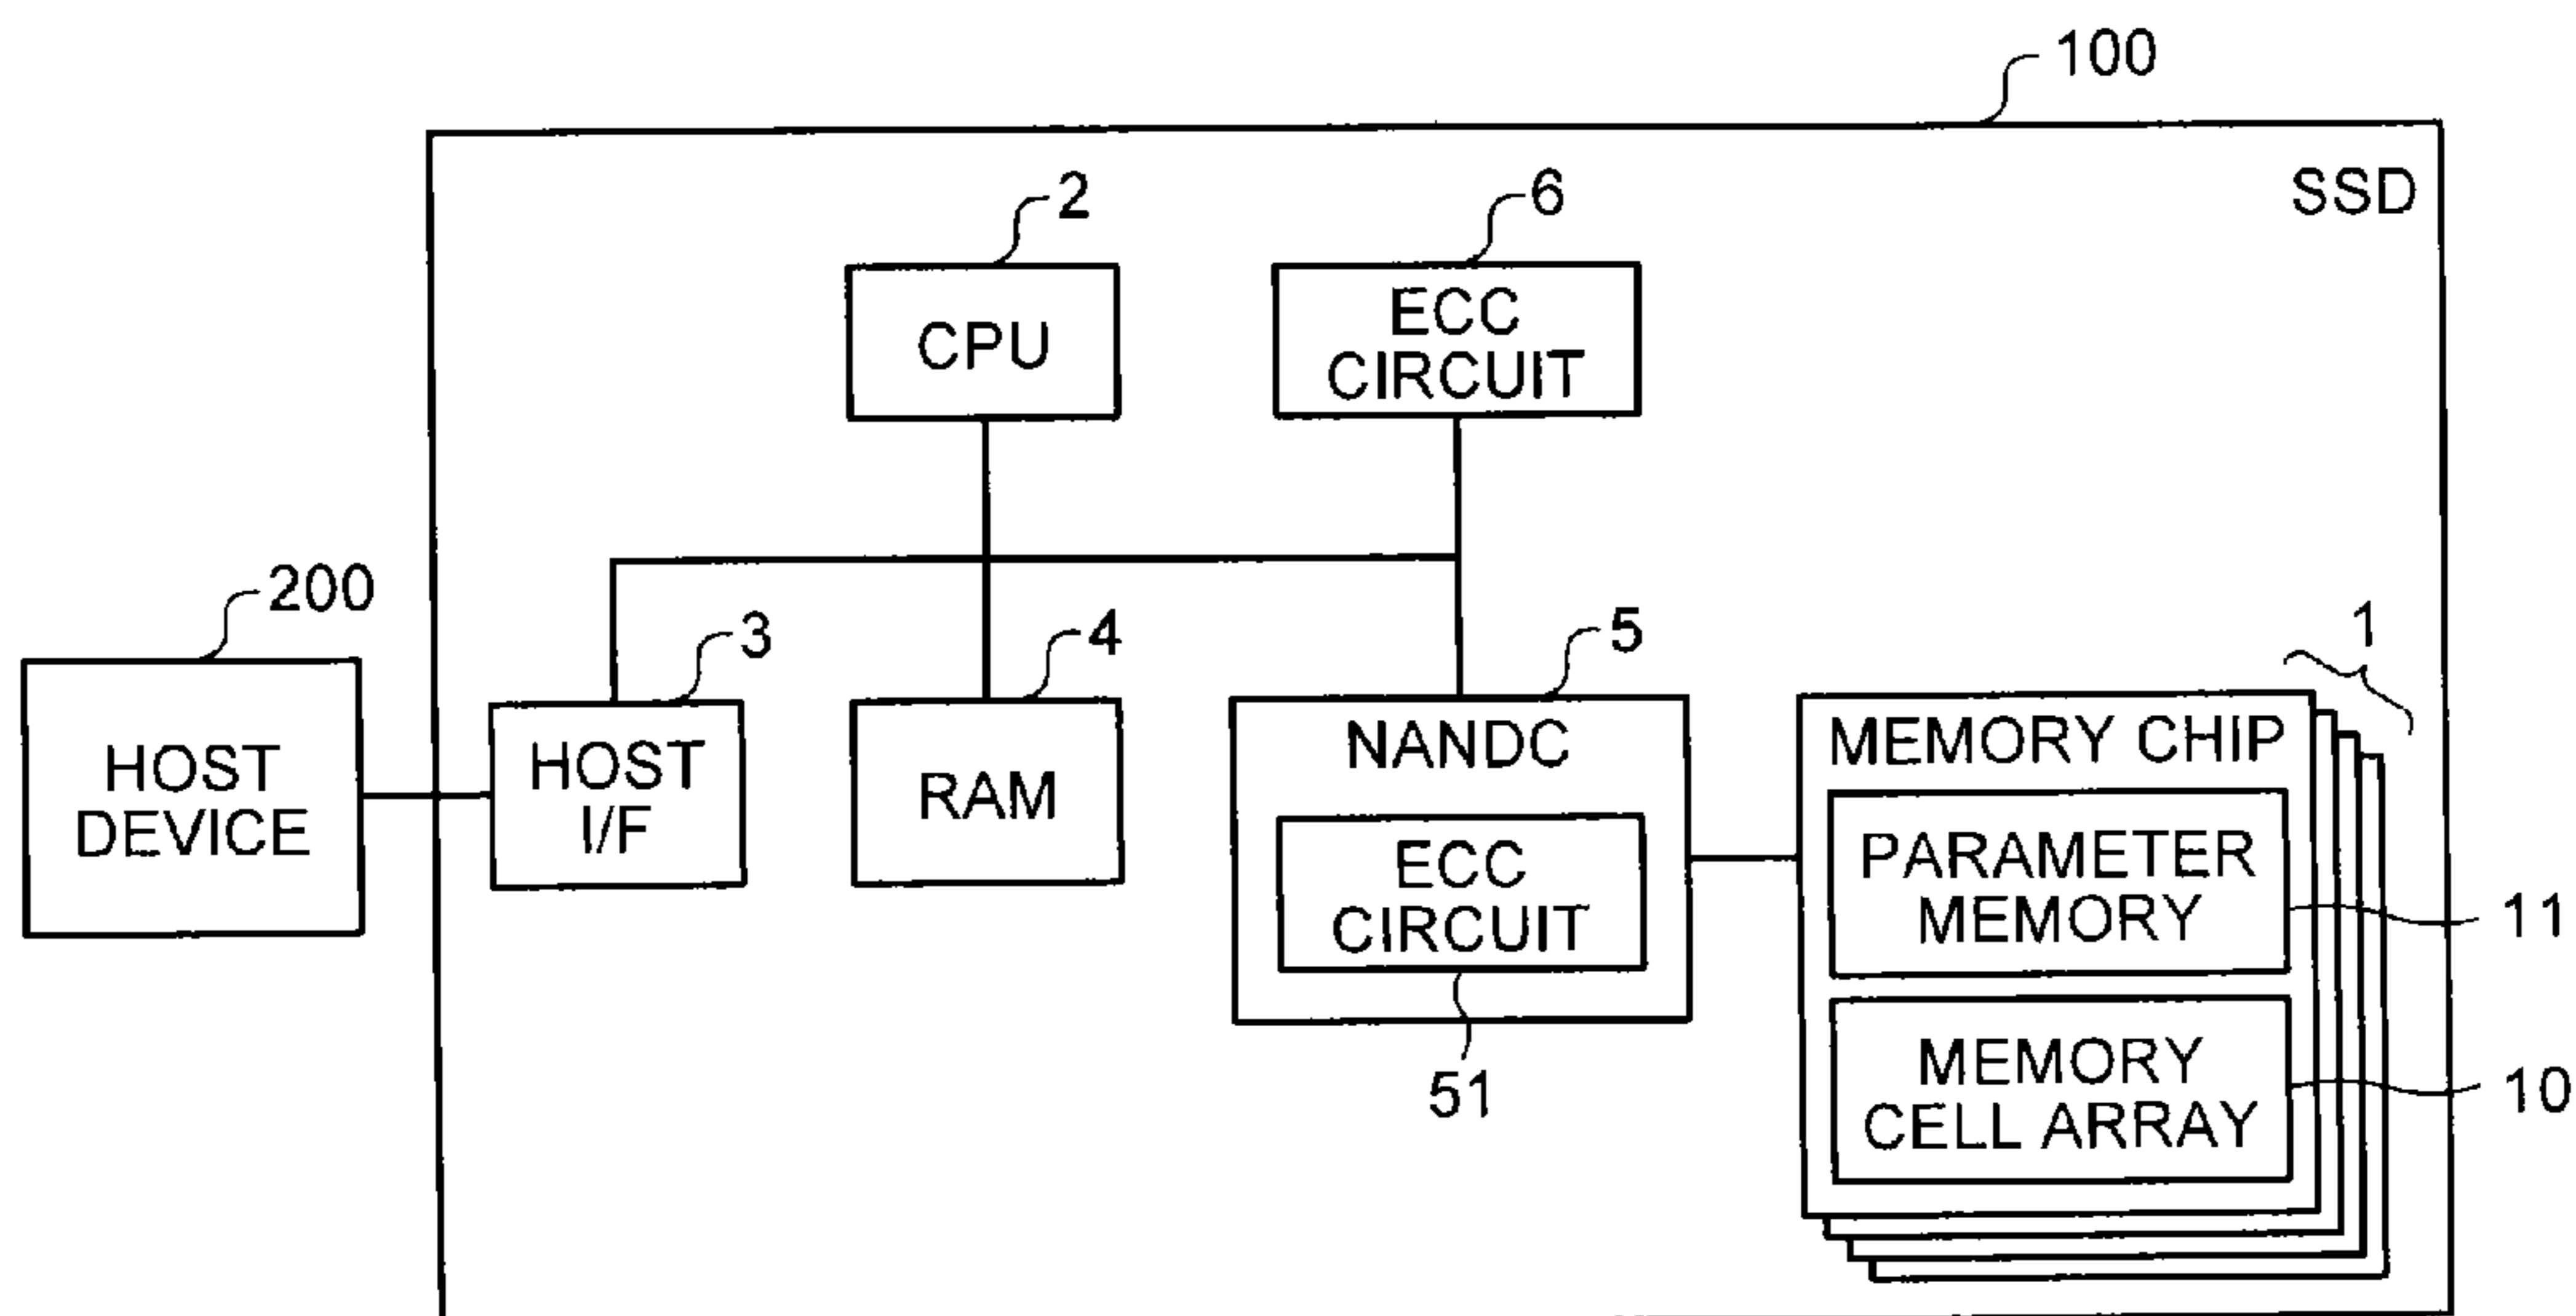 100
SSD
2
6
CPU
ECC
CIRCUIT
200
3
4
5
1
HOST
DEVICE
HOST
I/F
RAM
NANDC
ECC
CIRCUIT
51
MEMORY CHIP
PARAMETER
MEMORY
11
MEMORY
CELL ARRAY
10